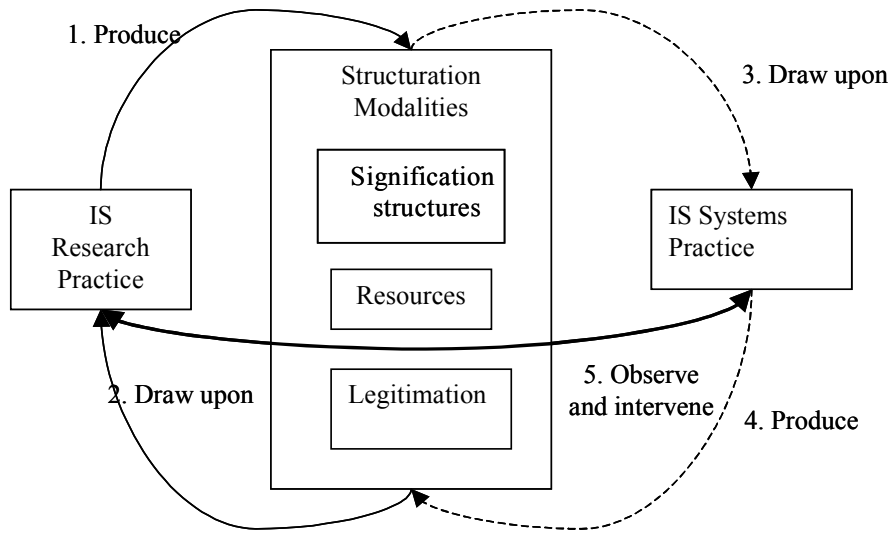 1. Produce
Structuration
Modalities
3. Draw upon
Signification
structures
IS
Research
Practice
IS Systems
Practice
Resources
2. Draw upon
Legitimation
5. Observe
and intervene
4. Produce